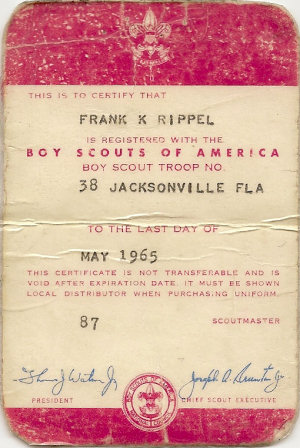 THIS IS TO CERTIFY THAT
FRANK K RIPPEL
IS REGISTERED WITH THE
BOY SCOUTS OF AMERICA
BOY SCOUT TROOP NO.
38 JACKSONVILLE FLA
TO THE LAST DAY OF
MAY 1965
THIS CERTIFICATE IS NOT TRANSFERABLE AND IS
VOID AFTER EXPIRATION DATE. IT MUST BE SHOWN
LOCAL DISTRIBUTOR WHEN PURCHASING UNIFORM.
87 SCOUTMASTER
PRESIDENT CHIEF SCOUT EXECUTIVE